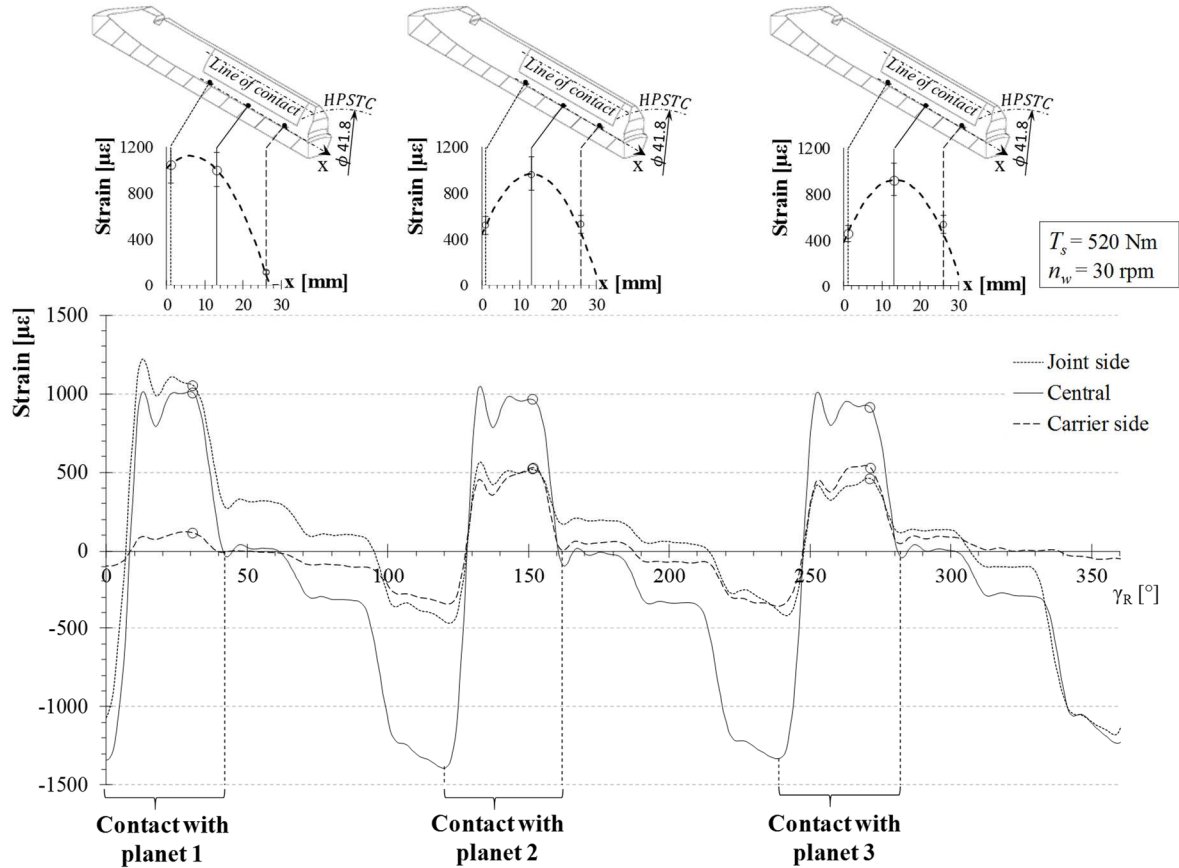 Line of contact
HPSTC
ϕ 41.8
x
Strain [με]
1200
800
400
0
0 10 20 30
x [mm]
Line of contact
HPSTC
ϕ 41.8
x
Strain [με]
1200
800
400
0
0 10 20 30
x [mm]
Line of contact
HPSTC
ϕ 41.8
x
Strain [με]
1200
800
400
0
0 10 20 30
x [mm]
T_s = 520 Nm
n_w = 30 rpm
Strain [με]
1500
1000
500
0
-500
-1000
-1500
0 50 100 150 200 250 300 350
γ_R [°]
Joint side
Central
Carrier side
Contact with
planet 1
Contact with
planet 2
Contact with
planet 3